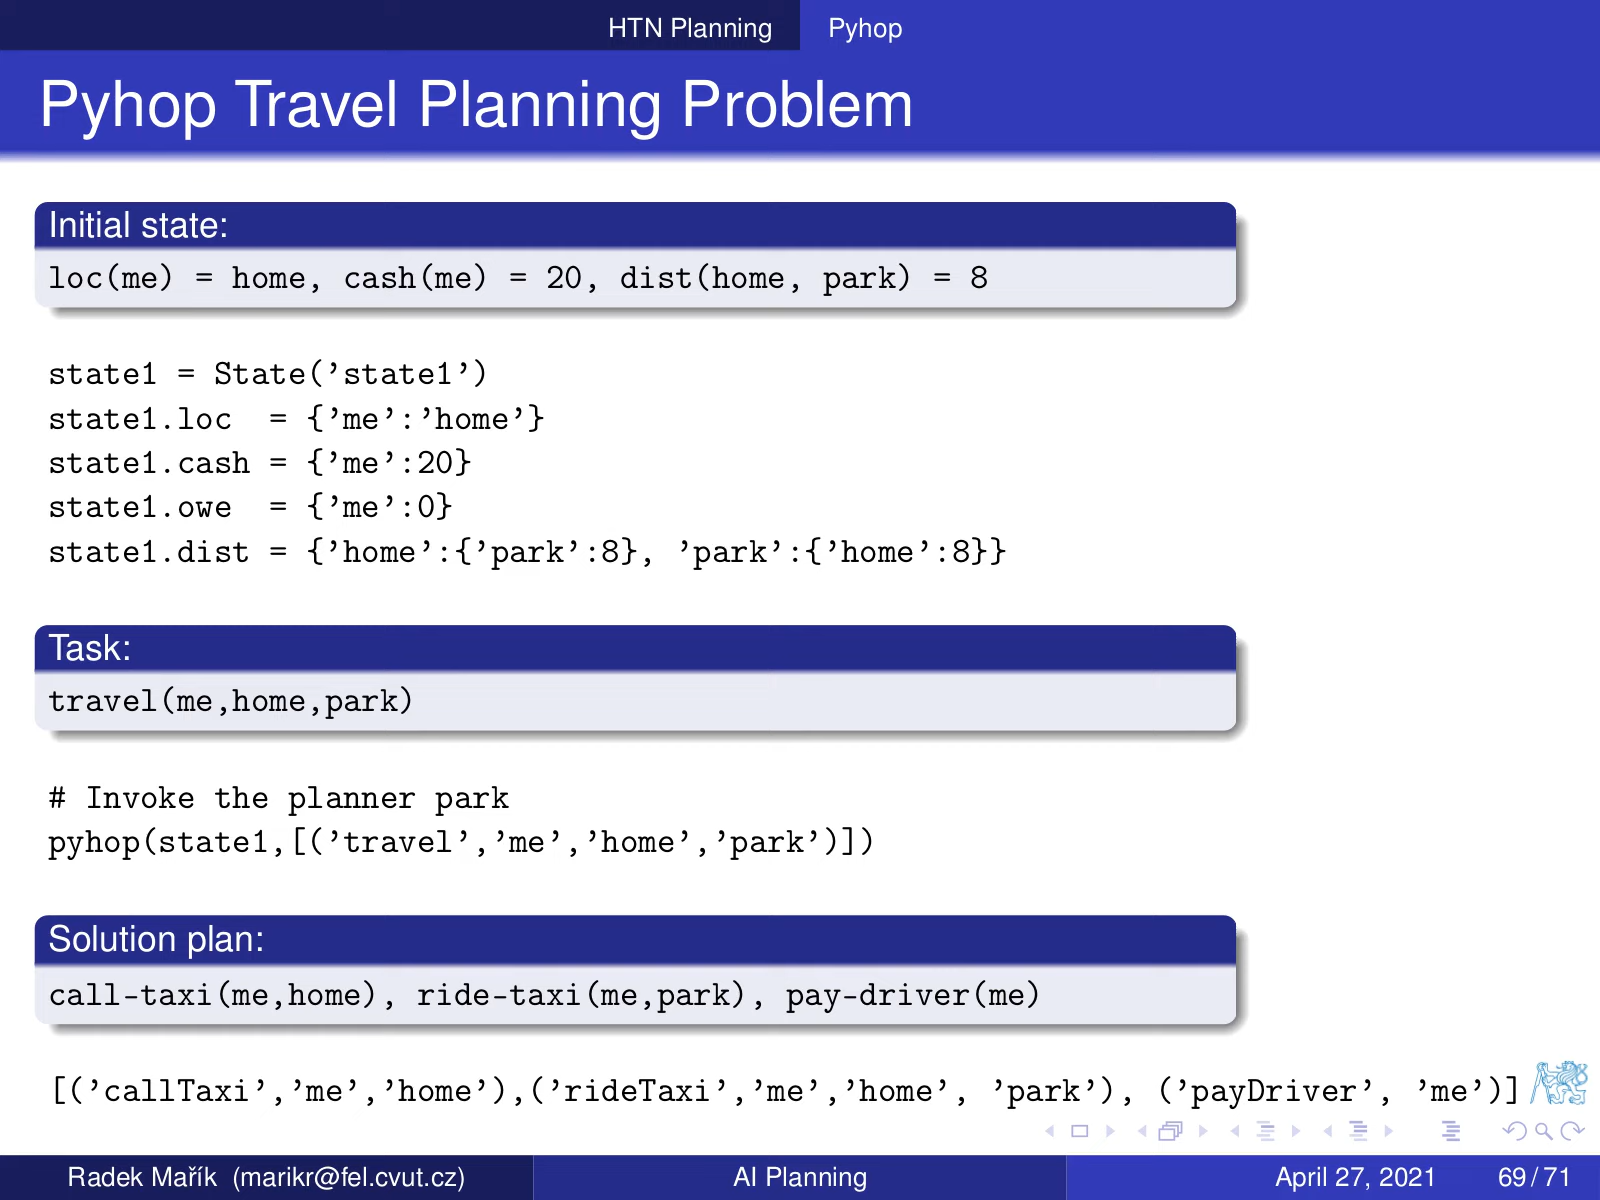 HTN Planning Pyhop
Pyhop Travel Planning Problem
Initial state:
loc(me) = home, cash(me) = 20, dist(home, park) = 8
state1 = State(’state1’)
state1.loc  = {’me’:’home’}
state1.cash = {’me’:20}
state1.owe  = {’me’:0}
state1.dist = {’home’:{’park’:8}, ’park’:{’home’:8}}
Task:
travel(me,home,park)
# Invoke the planner park
pyhop(state1,[(’travel’,’me’,’home’,’park’)])
Solution plan:
call-taxi(me,home), ride-taxi(me,park), pay-driver(me)
[(’callTaxi’,’me’,’home’),(’rideTaxi’,’me’,’home’, ’park’), (’payDriver’, ’me’)]
Radek Mařík (marikr@fel.cvut.cz) AI Planning April 27, 2021 69 / 71